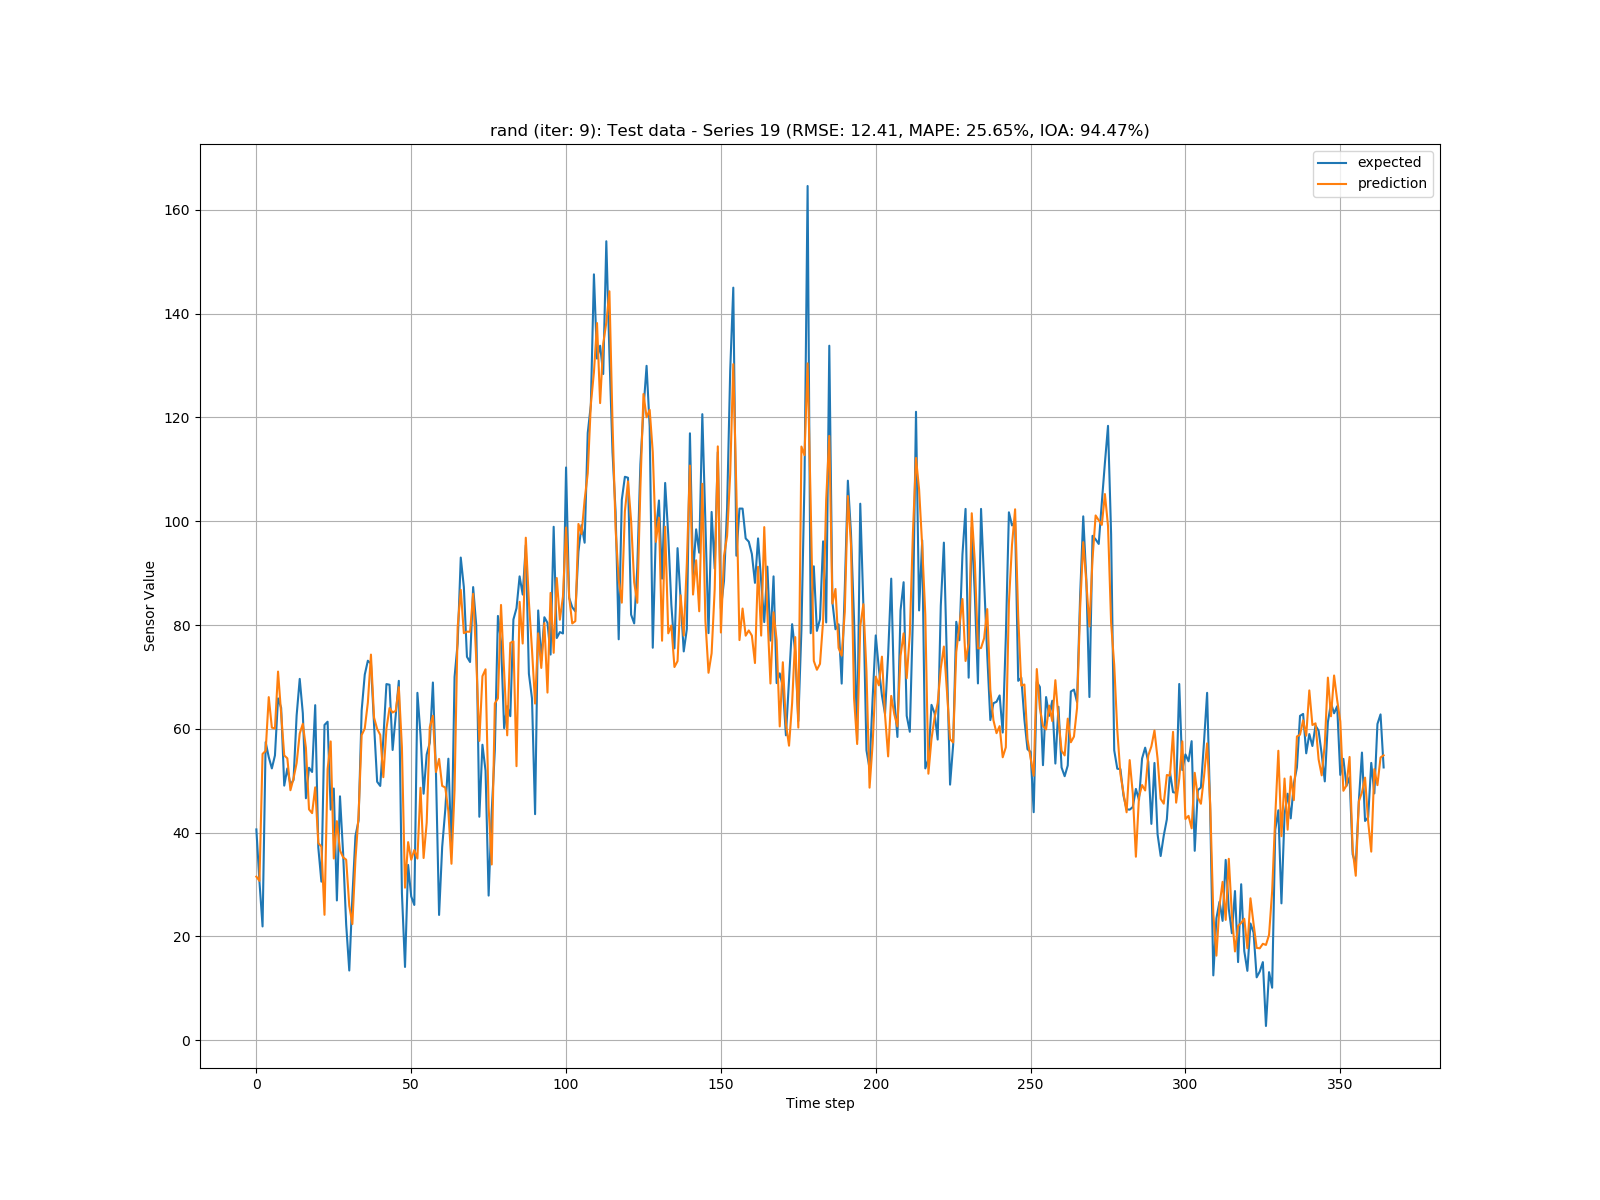 rand (iter: 9): Test data - Series 19 (RMSE: 12.41, MAPE: 25.65%, IOA: 94.47%)
expected
prediction
160
140
120
100
80
60
40
20
0
Sensor Value
0 50 100 150 200 250 300 350
Time step